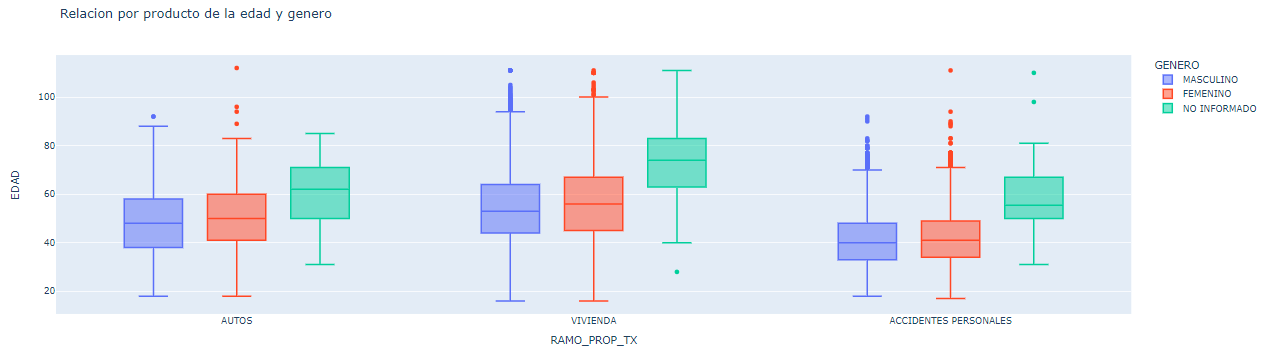 Relacion por producto de la edad y genero
GENERO
MASCULINO
FEMENINO
NO INFORMADO
EDAD
100
80
60
40
20
AUTOS
VIVIENDA
ACCIDENTES PERSONALES
RAMO_PROP_TX